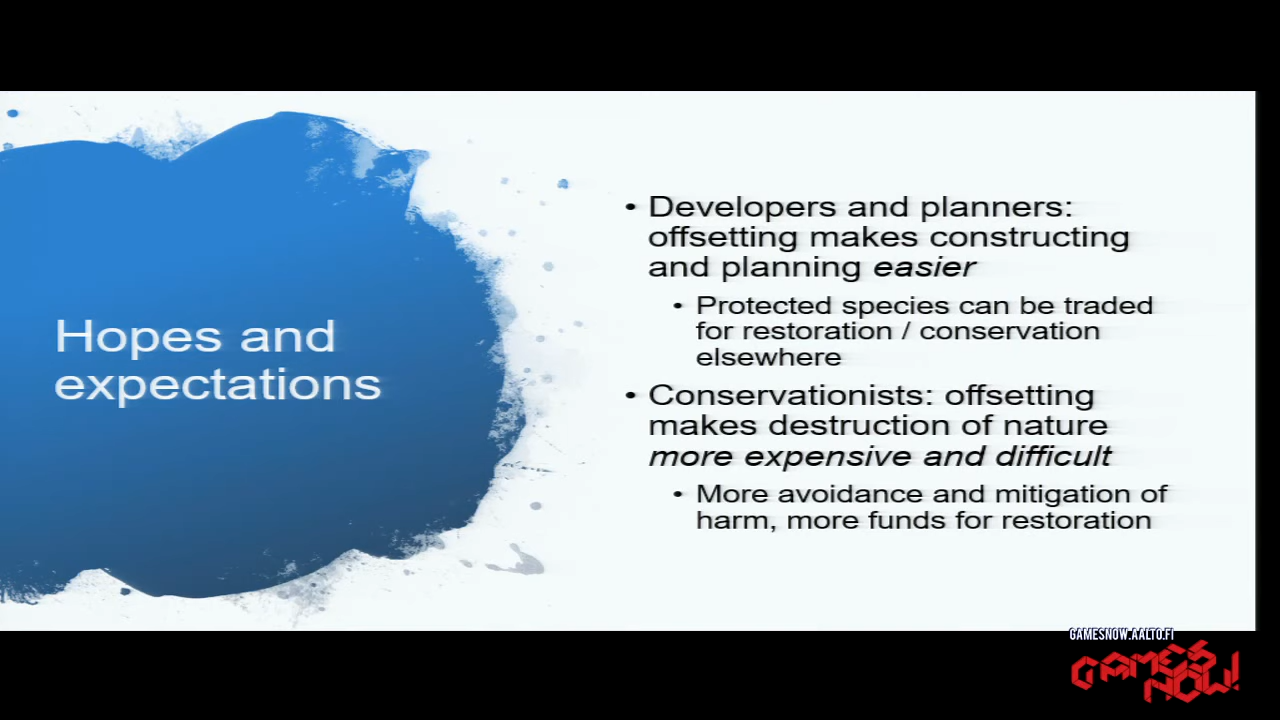 Hopes and
expectations
• Developers and planners:
offsetting makes constructing
and planning easier
• Protected species can be traded
for restoration / conservation
elsewhere
• Conservationists: offsetting
makes destruction of nature
more expensive and difficult
• More avoidance and mitigation of
harm, more funds for restoration
GAMESNOW.AALTO.FI
GAMES
NOW!